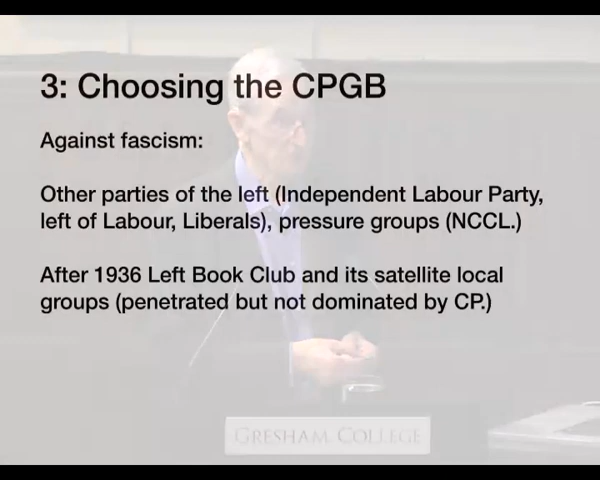 3: Choosing the CPGB
Against fascism:
Other parties of the left (Independent Labour Party,
left of Labour, Liberals), pressure groups (NCCL.)
After 1936 Left Book Club and its satellite local
groups (penetrated but not dominated by CP.)
GRESHAM COLLEGE